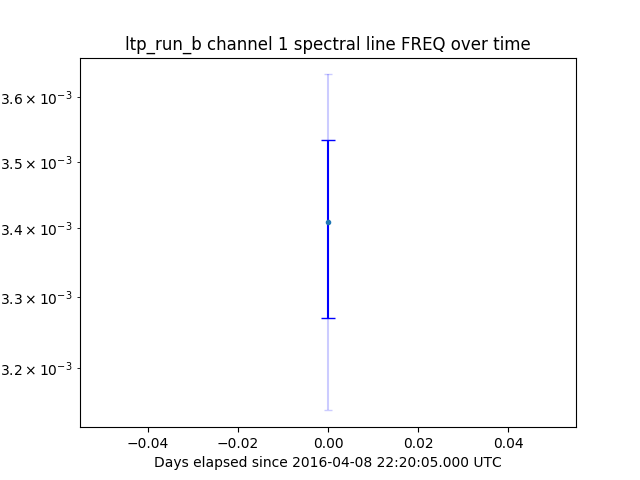 ltp_run_b channel 1 spectral line FREQ over time
3.6 × 10⁻³
3.5 × 10⁻³
3.4 × 10⁻³
3.3 × 10⁻³
3.2 × 10⁻³
−0.04 −0.02 0.00 0.02 0.04
Days elapsed since 2016-04-08 22:20:05.000 UTC